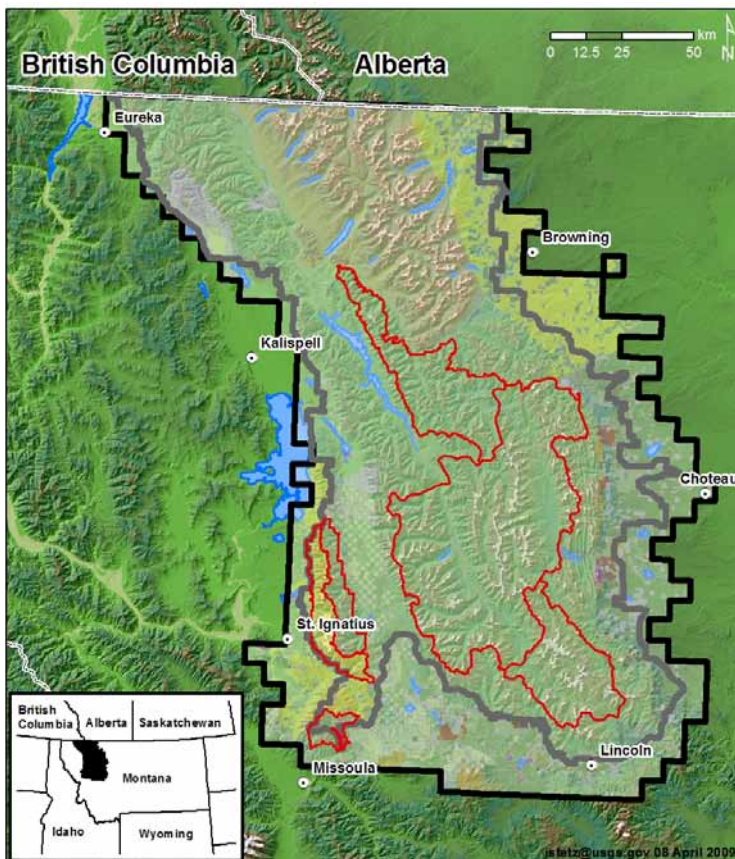 British Columbia
Alberta
N
km
0 12.5 25 50
Eureka
Browning
Kalispell
Choteau
St. Ignatius
Lincoln
Missoula
British
Columbia
Alberta
Saskatchewan
Montana
Idaho
Wyoming
jstetz@usgs.gov 08 April 2009